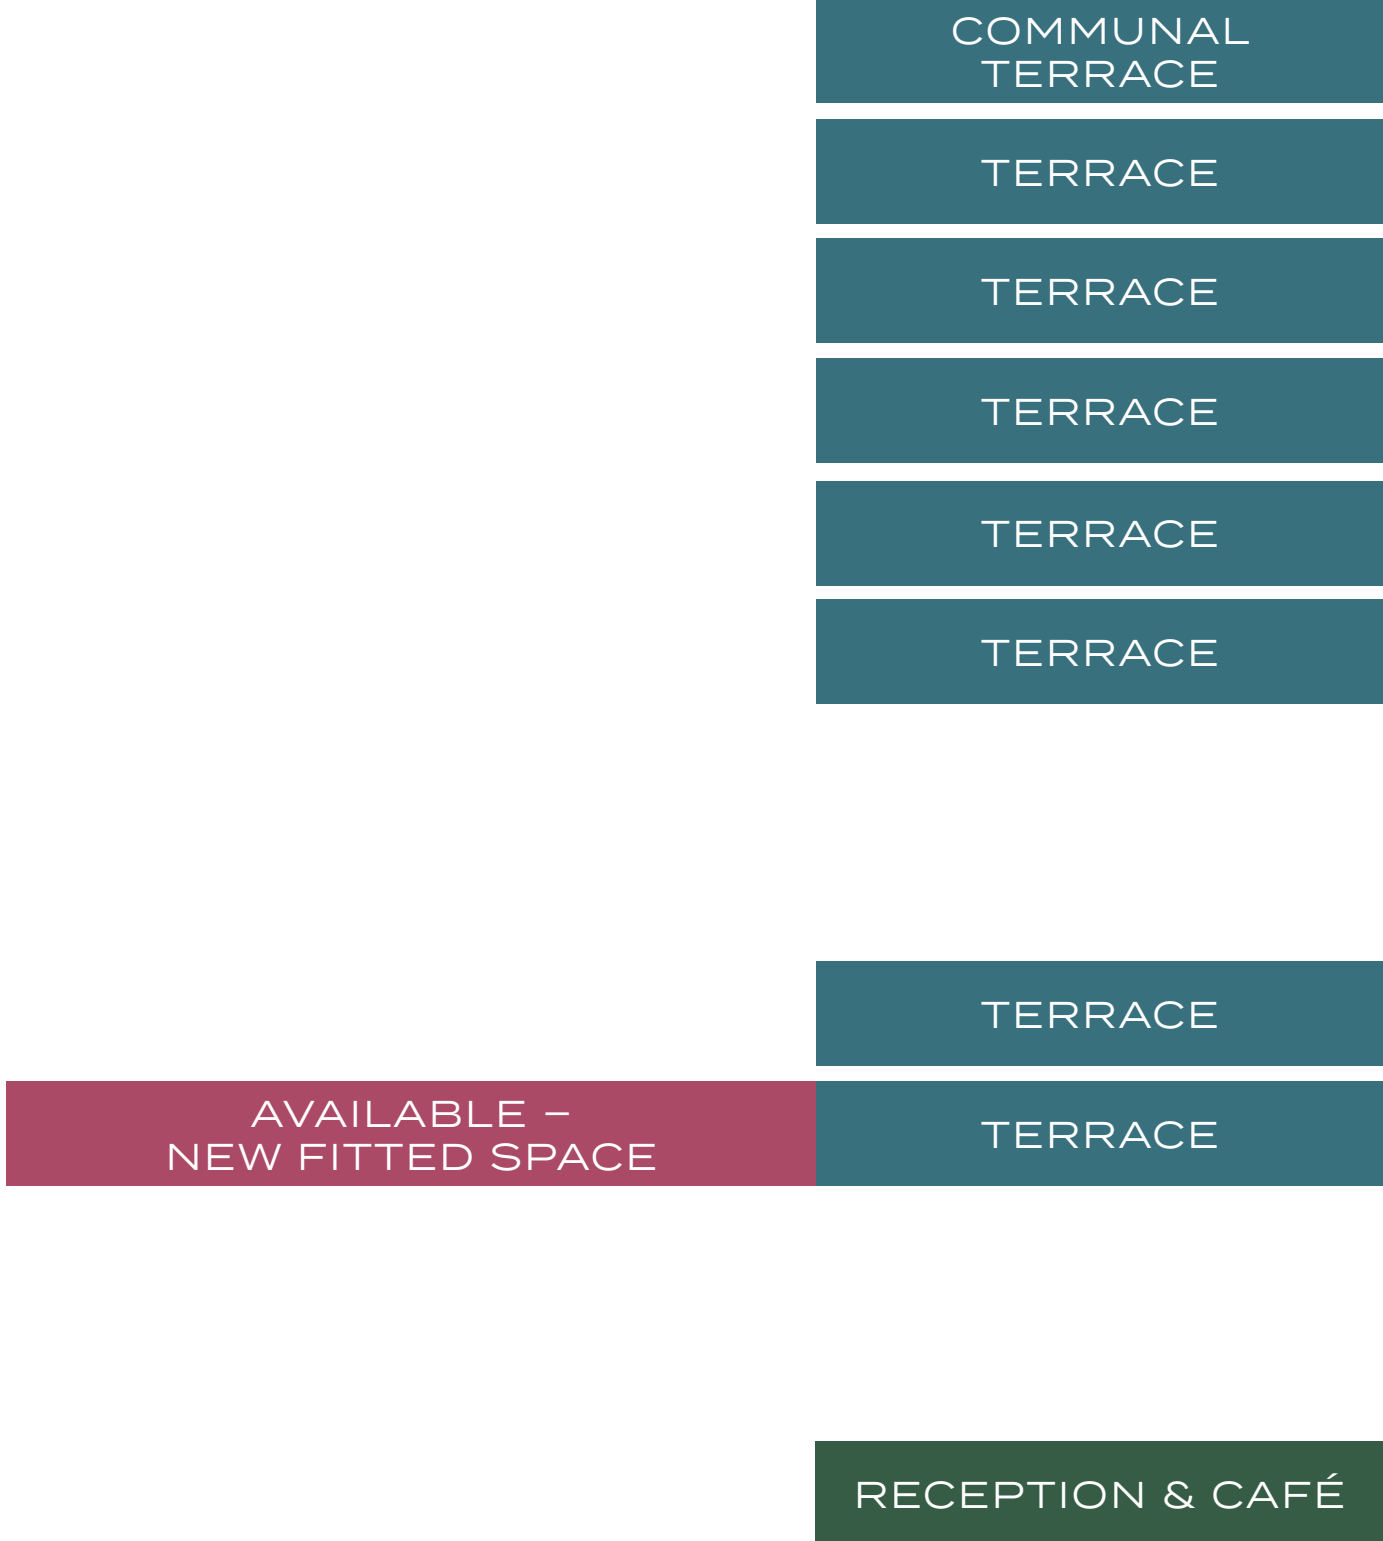 COMMUNAL
TERRACE
TERRACE
TERRACE
TERRACE
TERRACE
TERRACE
TERRACE
AVAILABLE –
NEW FITTED SPACE
TERRACE
RECEPTION & CAFÉ